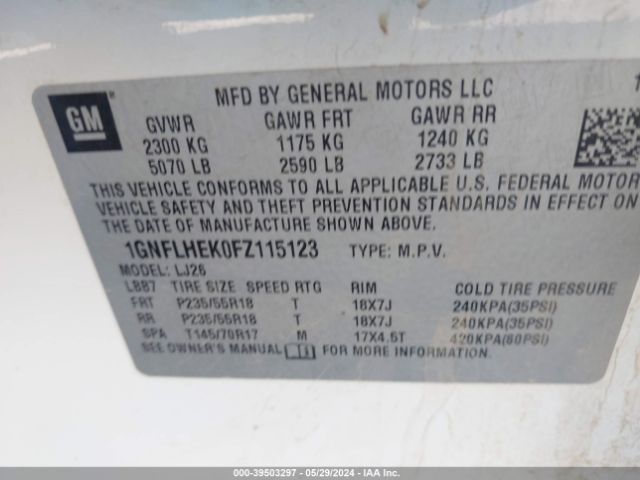 GM
MFD BY GENERAL MOTORS LLC
GVWR GAWR FRT GAWR RR
2300 KG 1175 KG 1240 KG
5070 LB 2590 LB 2733 LB
THIS VEHICLE CONFORMS TO ALL APPLICABLE U.S. FEDERAL MOTOR
VEHICLE SAFETY AND THEFT PREVENTION STANDARDS IN EFFECT ON
THE DATE OF MANUFACTURE SHOWN ABOVE.
1GNFLHEK0FZ115123 TYPE: M.P.V.
MODEL: LJ26
LBB7 TIRE SIZE SPEED RTG RIM COLD TIRE PRESSURE
FRT P235/55R18 T 18X7J 240KPA(35PSI)
RR P235/55R18 T 18X7J 240KPA(35PSI)
SPA T145/70R17 M 17X4.5T 420KPA(60PSI)
SEE OWNER'S MANUAL FOR MORE INFORMATION.
000-39503297 - 05/29/2024 - IAA Inc.